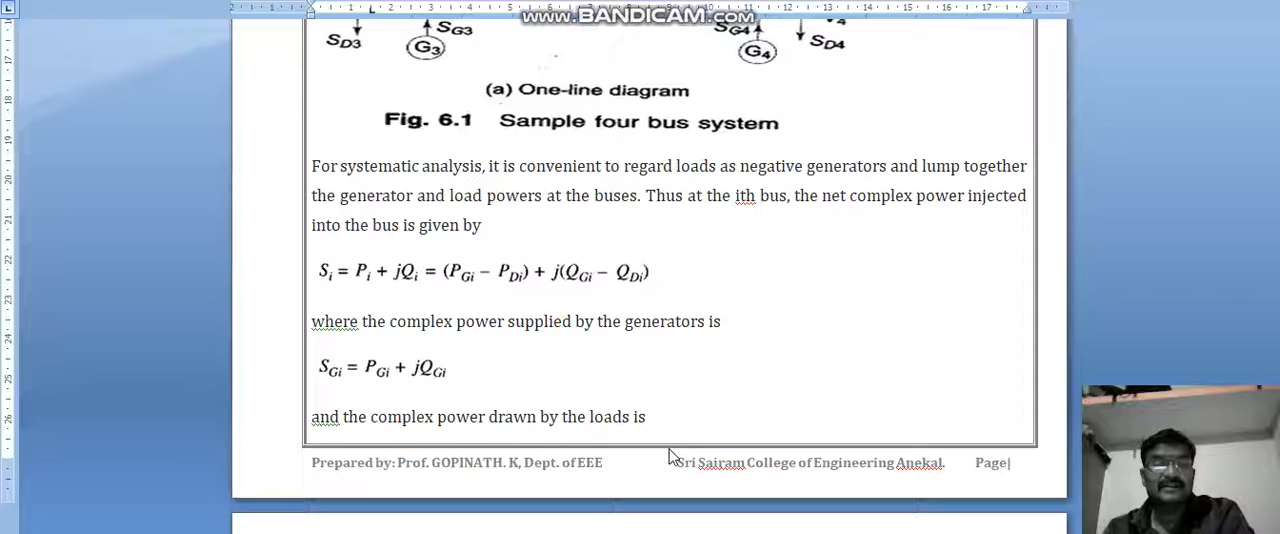 www.BANDICAM.com
SD3
SG3
G3
SG4
G4
SD4
(a) One-line diagram
Fig. 6.1 Sample four bus system
For systematic analysis, it is convenient to regard loads as negative generators and lump together
the generator and load powers at the buses. Thus at the ith bus, the net complex power injected
into the bus is given by
Si = Pi + jQi = (PGi − PDi) + j(QGi − QDi)
where the complex power supplied by the generators is
SGi = PGi + jQGi
and the complex power drawn by the loads is
Prepared by: Prof. GOPINATH. K, Dept. of EEE Sri Sairam College of Engineering Anekal. Page|